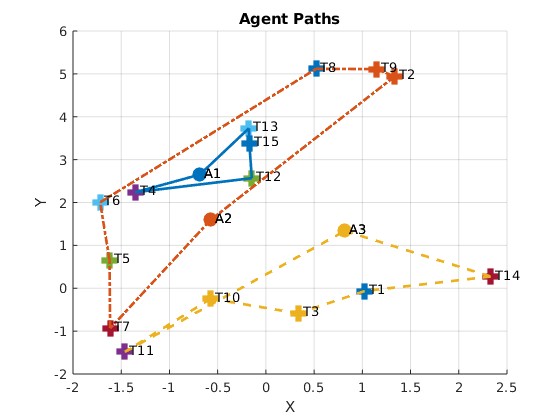 Agent Paths
6
5
4
3
2
1
0
-1
-2
Y
T8
T9
T2
T13
T15
A1
T12
T4
T6
A2
A3
T5
T14
T1
T10
T3
T7
T11
-2 -1.5 -1 -0.5 0 0.5 1 1.5 2 2.5
X